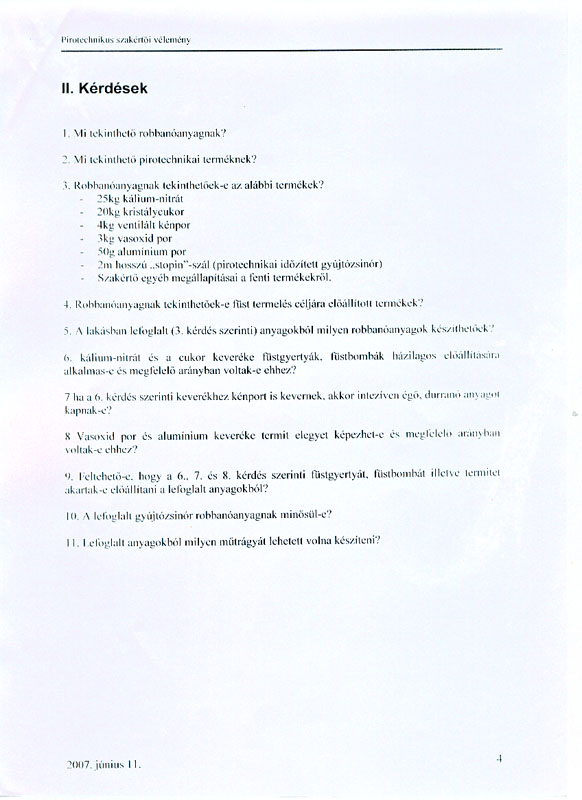 Pirotechnikus szakértői vélemény
II. Kérdések
1. Mi tekinthető robbanóanyagnak?
2. Mi tekinthető pirotechnikai terméknek?
3. Robbanóanyagnak tekinthetőek-e az alábbi termékek?
- 25kg kálium-nitrát
- 20kg kristálycukor
- 4kg ventilált kénpor
- 3kg vasoxid por
- 50g alumínium por
- 2m hosszú „stopin”-szál (pirotechnikai időzített gyújtózsinór)
- Szakértő egyéb megállapításai a fenti termékekről.
4. Robbanóanyagnak tekinthetőek-e füst termelés céljára előállított termékek?
5. A lakásban lefoglalt (3. kérdés szerinti) anyagokból milyen robbanóanyagok készíthetőek?
6. kálium-nitrát és a cukor keveréke füstgyertyák, füstbombák házilagos előállítására
alkalmas-e és megfelelő arányban voltak-e ehhez?
7 ha a 6. kérdés szerinti keverékhez kénport is kevernek, akkor intezíven égő, durranó anyagot
kapnak-e?
8 Vasoxid por és alumínium keveréke termit elegyet képezhet-e és megfelelő arányban
voltak-e ehhez?
9. Feltehető-e, hogy a 6., 7. és 8. kérdés szerinti füstgyertyát, füstbombát illetve termitet
akartak-e előállítani a lefoglalt anyagokból?
10. A lefoglalt gyújtózsinór robbanóanyagnak minősül-e?
11. Lefoglalt anyagokból milyen műtrágyát lehetett volna készíteni?
2007. június 11.
4